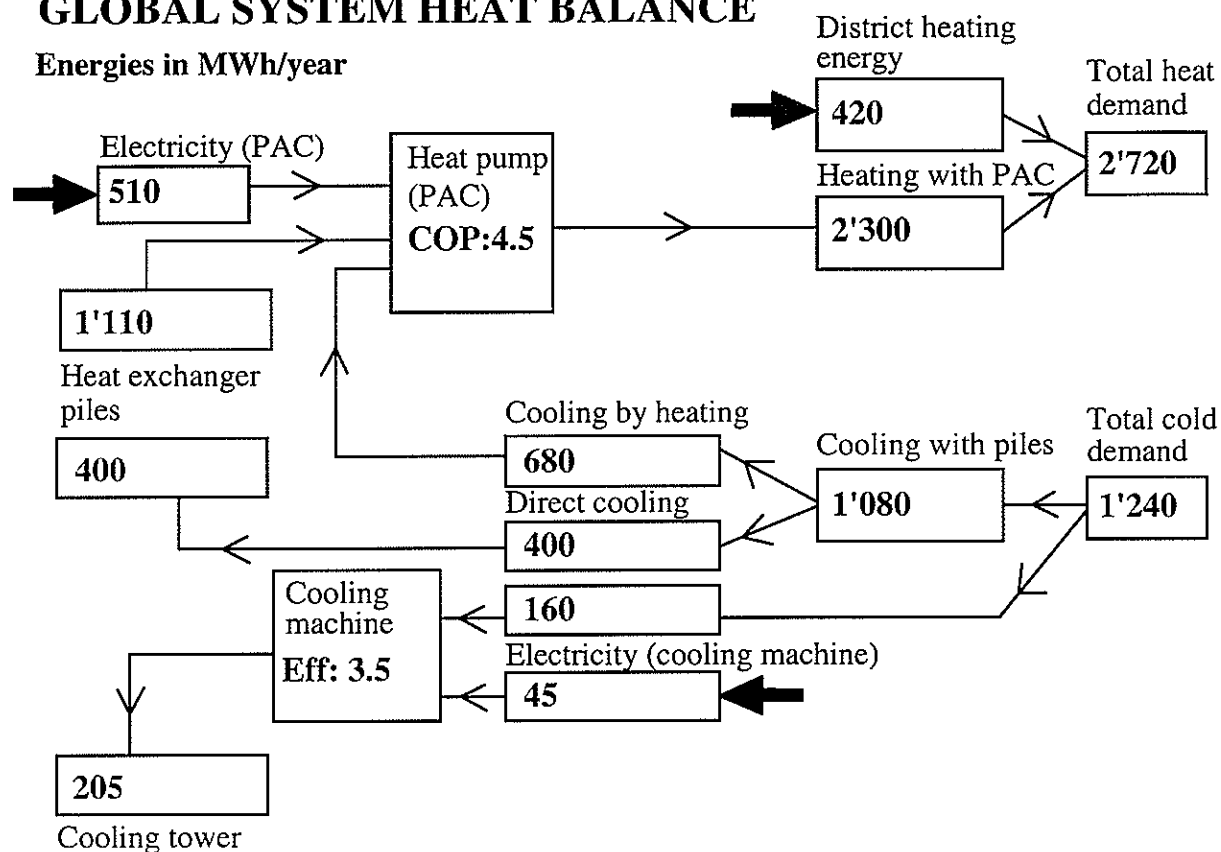 GLOBAL SYSTEM HEAT BALANCE
Energies in MWh/year
District heating
energy
420
Total heat
demand
2'720
Electricity (PAC)
510
Heat pump
(PAC)
COP:4.5
Heating with PAC
2'300
1'110
Heat exchanger
piles
400
Cooling by heating
680
Direct cooling
400
Cooling with piles
1'080
Total cold
demand
1'240
Cooling
machine
Eff: 3.5
160
Electricity (cooling machine)
45
205
Cooling tower